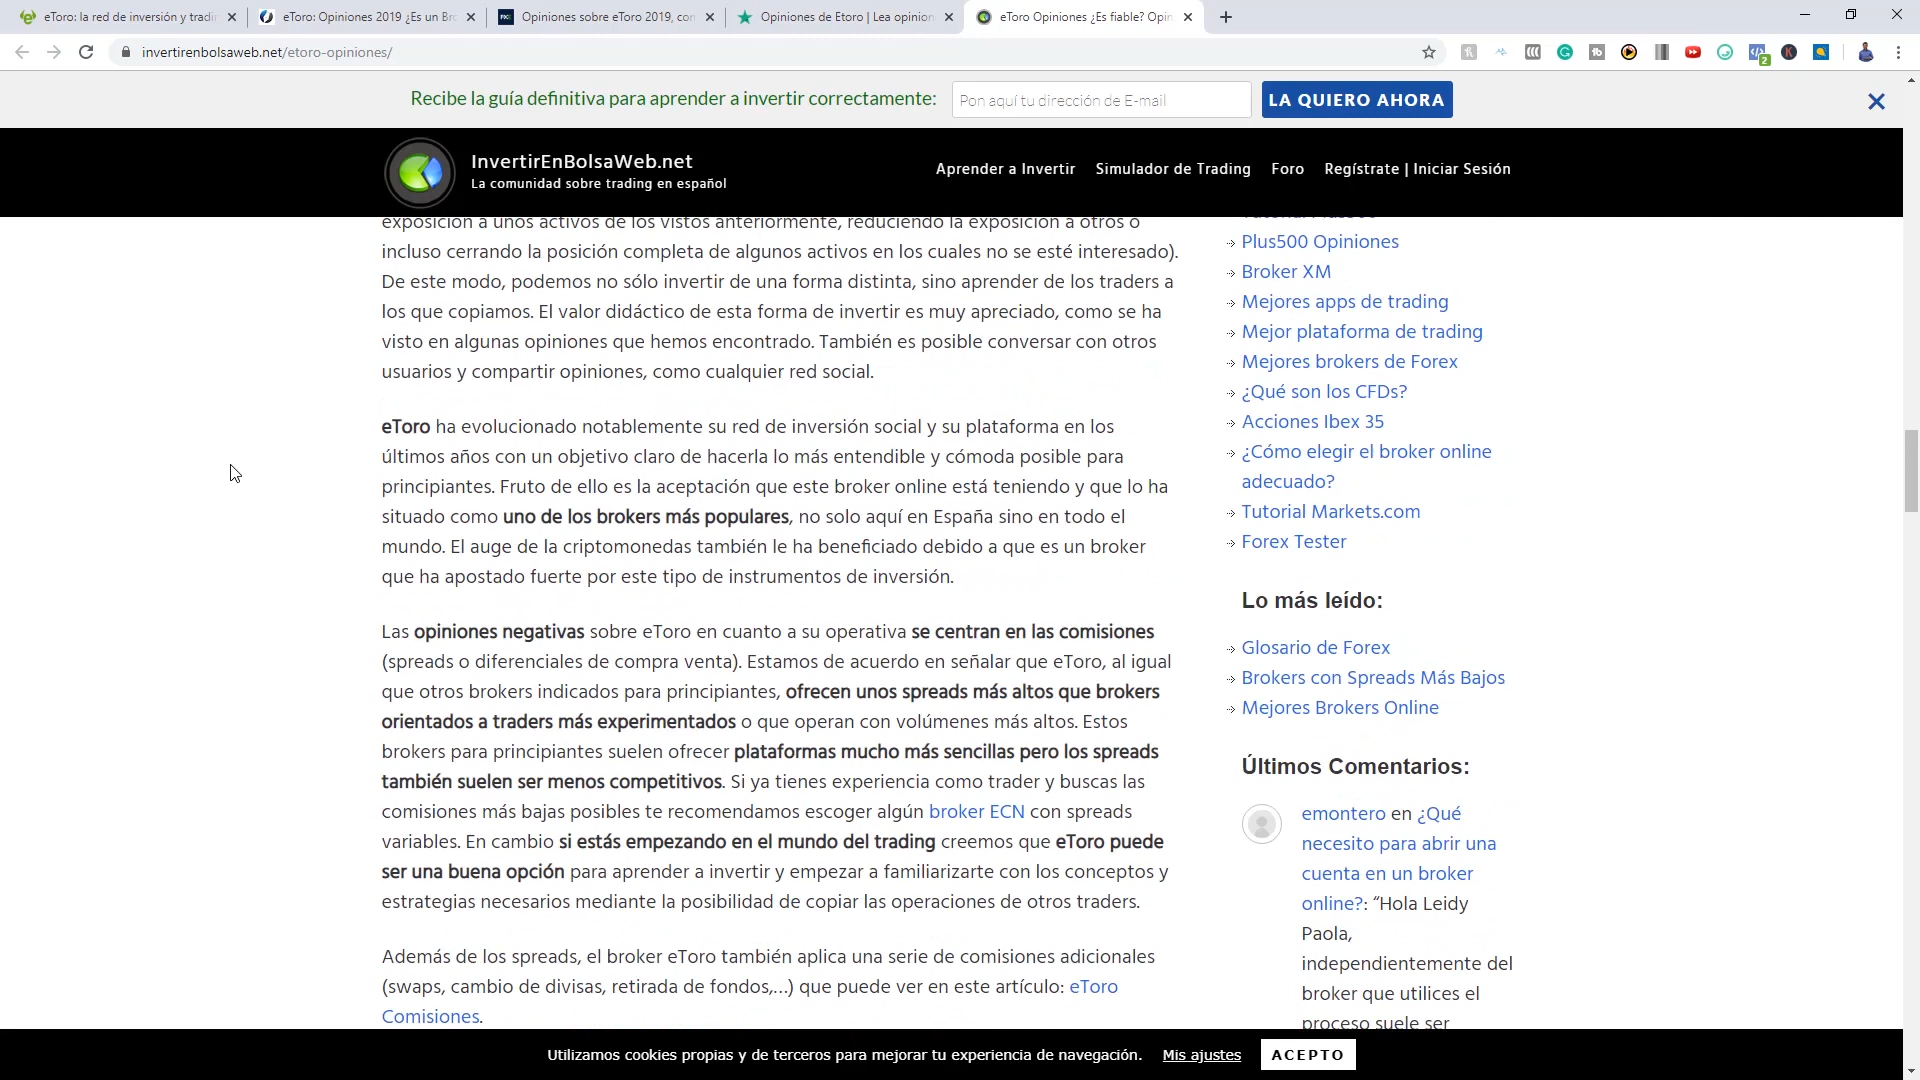 eToro: la red de inversión y tradin
eToro: Opiniones 2019 ¿Es un Bro
Opiniones sobre eToro 2019, con
Opiniones de Etoro | Lea opinion
eToro Opiniones ¿Es fiable? Opin
invertirenbolsaweb.net/etoro-opiniones/
2
Recibe la guía definitiva para aprender a invertir correctamente:
Pon aquí tu dirección de E-mail
LA QUIERO AHORA
InvertirEnBolsaWeb.net
La comunidad sobre trading en español
Aprender a Invertir
Simulador de Trading
Foro
Regístrate | Iniciar Sesión
exposición a unos activos de los vistos anteriormente, reduciendo la exposición a otros o
incluso cerrando la posición completa de algunos activos en los cuales no se esté interesado).
De este modo, podemos no sólo invertir de una forma distinta, sino aprender de los traders a
los que copiamos. El valor didáctico de esta forma de invertir es muy apreciado, como se ha
visto en algunas opiniones que hemos encontrado. También es posible conversar con otros
usuarios y compartir opiniones, como cualquier red social.
eToro ha evolucionado notablemente su red de inversión social y su plataforma en los
últimos años con un objetivo claro de hacerla lo más entendible y cómoda posible para
principiantes. Fruto de ello es la aceptación que este broker online está teniendo y que lo ha
situado como uno de los brokers más populares, no solo aquí en España sino en todo el
mundo. El auge de la criptomonedas también le ha beneficiado debido a que es un broker
que ha apostado fuerte por este tipo de instrumentos de inversión.
Las opiniones negativas sobre eToro en cuanto a su operativa se centran en las comisiones
(spreads o diferenciales de compra venta). Estamos de acuerdo en señalar que eToro, al igual
que otros brokers indicados para principiantes, ofrecen unos spreads más altos que brokers
orientados a traders más experimentados o que operan con volúmenes más altos. Estos
brokers para principiantes suelen ofrecer plataformas mucho más sencillas pero los spreads
también suelen ser menos competitivos. Si ya tienes experiencia como trader y buscas las
comisiones más bajas posibles te recomendamos escoger algún broker ECN con spreads
variables. En cambio si estás empezando en el mundo del trading creemos que eToro puede
ser una buena opción para aprender a invertir y empezar a familiarizarte con los conceptos y
estrategias necesarios mediante la posibilidad de copiar las operaciones de otros traders.
Además de los spreads, el broker eToro también aplica una serie de comisiones adicionales
(swaps, cambio de divisas, retirada de fondos,...) que puede ver en este artículo: eToro
Comisiones.
Plus500 Opiniones
Broker XM
Mejores apps de trading
Mejor plataforma de trading
Mejores brokers de Forex
¿Qué son los CFDs?
Acciones Ibex 35
¿Cómo elegir el broker online
adecuado?
Tutorial Markets.com
Forex Tester
Lo más leído:
Glosario de Forex
Brokers con Spreads Más Bajos
Mejores Brokers Online
Últimos Comentarios:
emontero en ¿Qué
necesito para abrir una
cuenta en un broker
online?: “Hola Leidy
Paola,
independientemente del
broker que utilices el
proceso suele ser
Utilizamos cookies propias y de terceros para mejorar tu experiencia de navegación.
Mis ajustes
ACEPTO